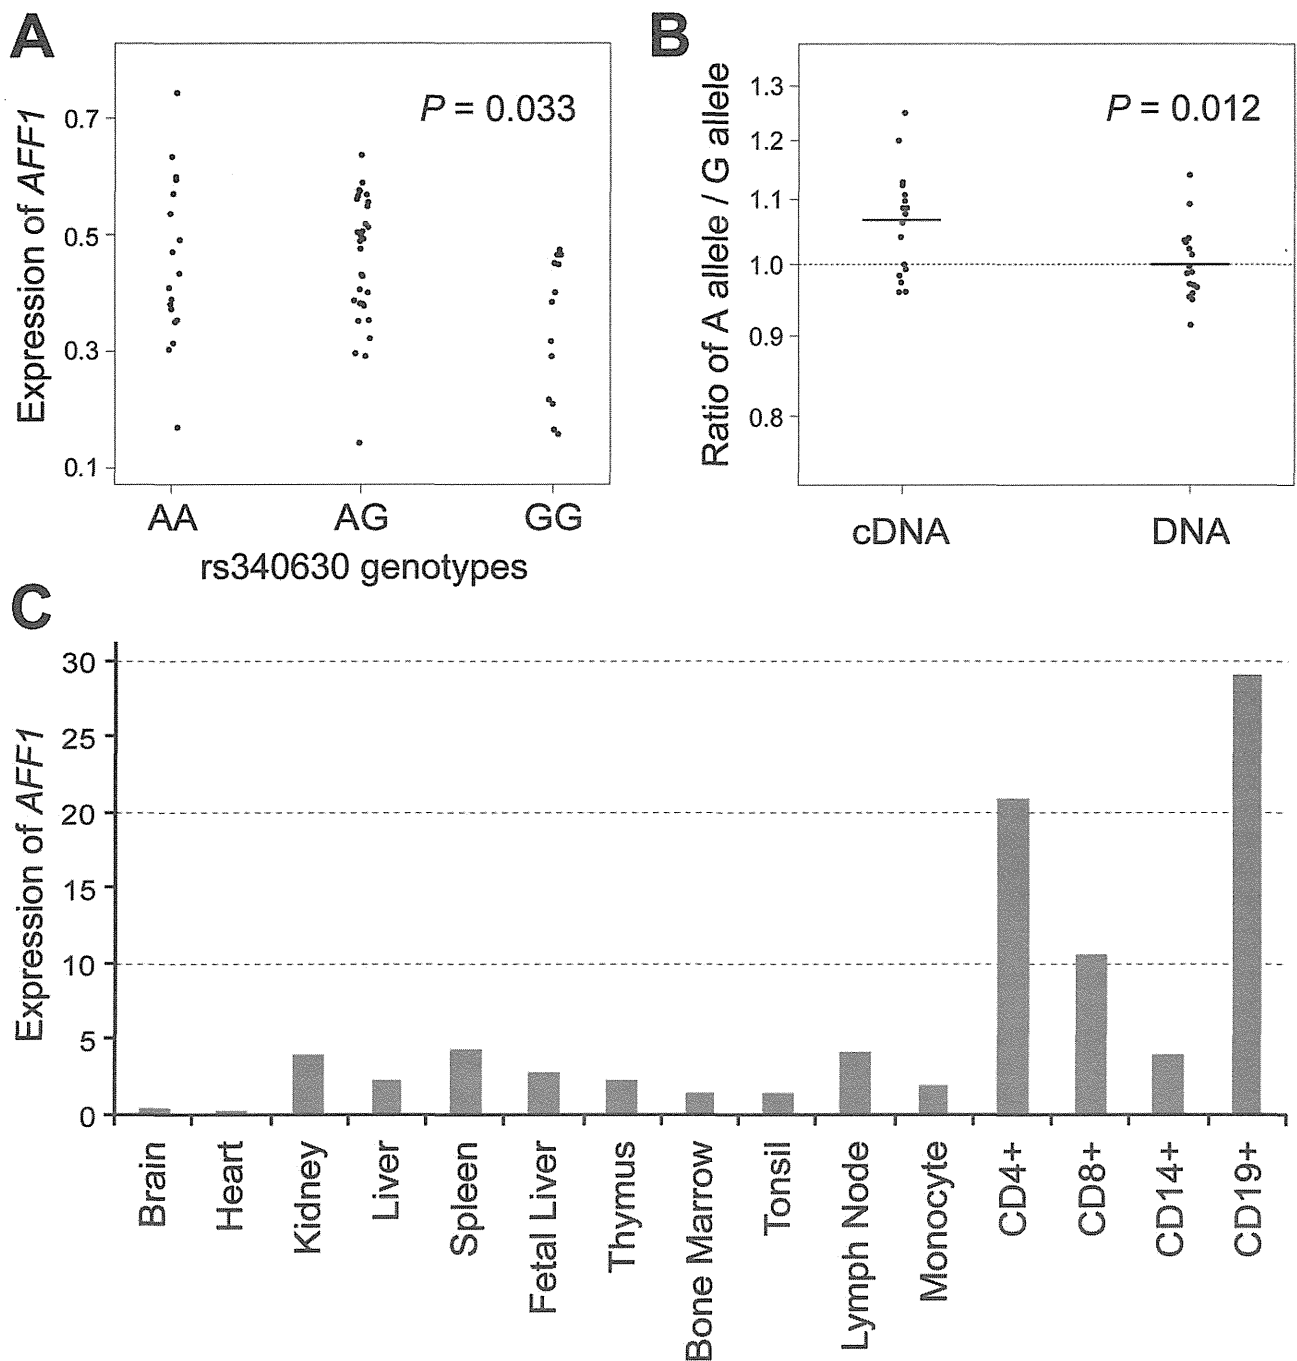 A
Expression of AFF1
0.7
0.5
0.3
0.1
P = 0.033
AA
AG
GG
rs340630 genotypes
B
Ratio of A allele / G allele
1.3
1.2
1.1
1.0
0.9
0.8
P = 0.012
cDNA
DNA
C
Expression of AFF1
30
25
20
15
10
5
0
Brain
Heart
Kidney
Liver
Spleen
Fetal Liver
Thymus
Bone Marrow
Tonsil
Lymph Node
Monocyte
CD4+
CD8+
CD14+
CD19+